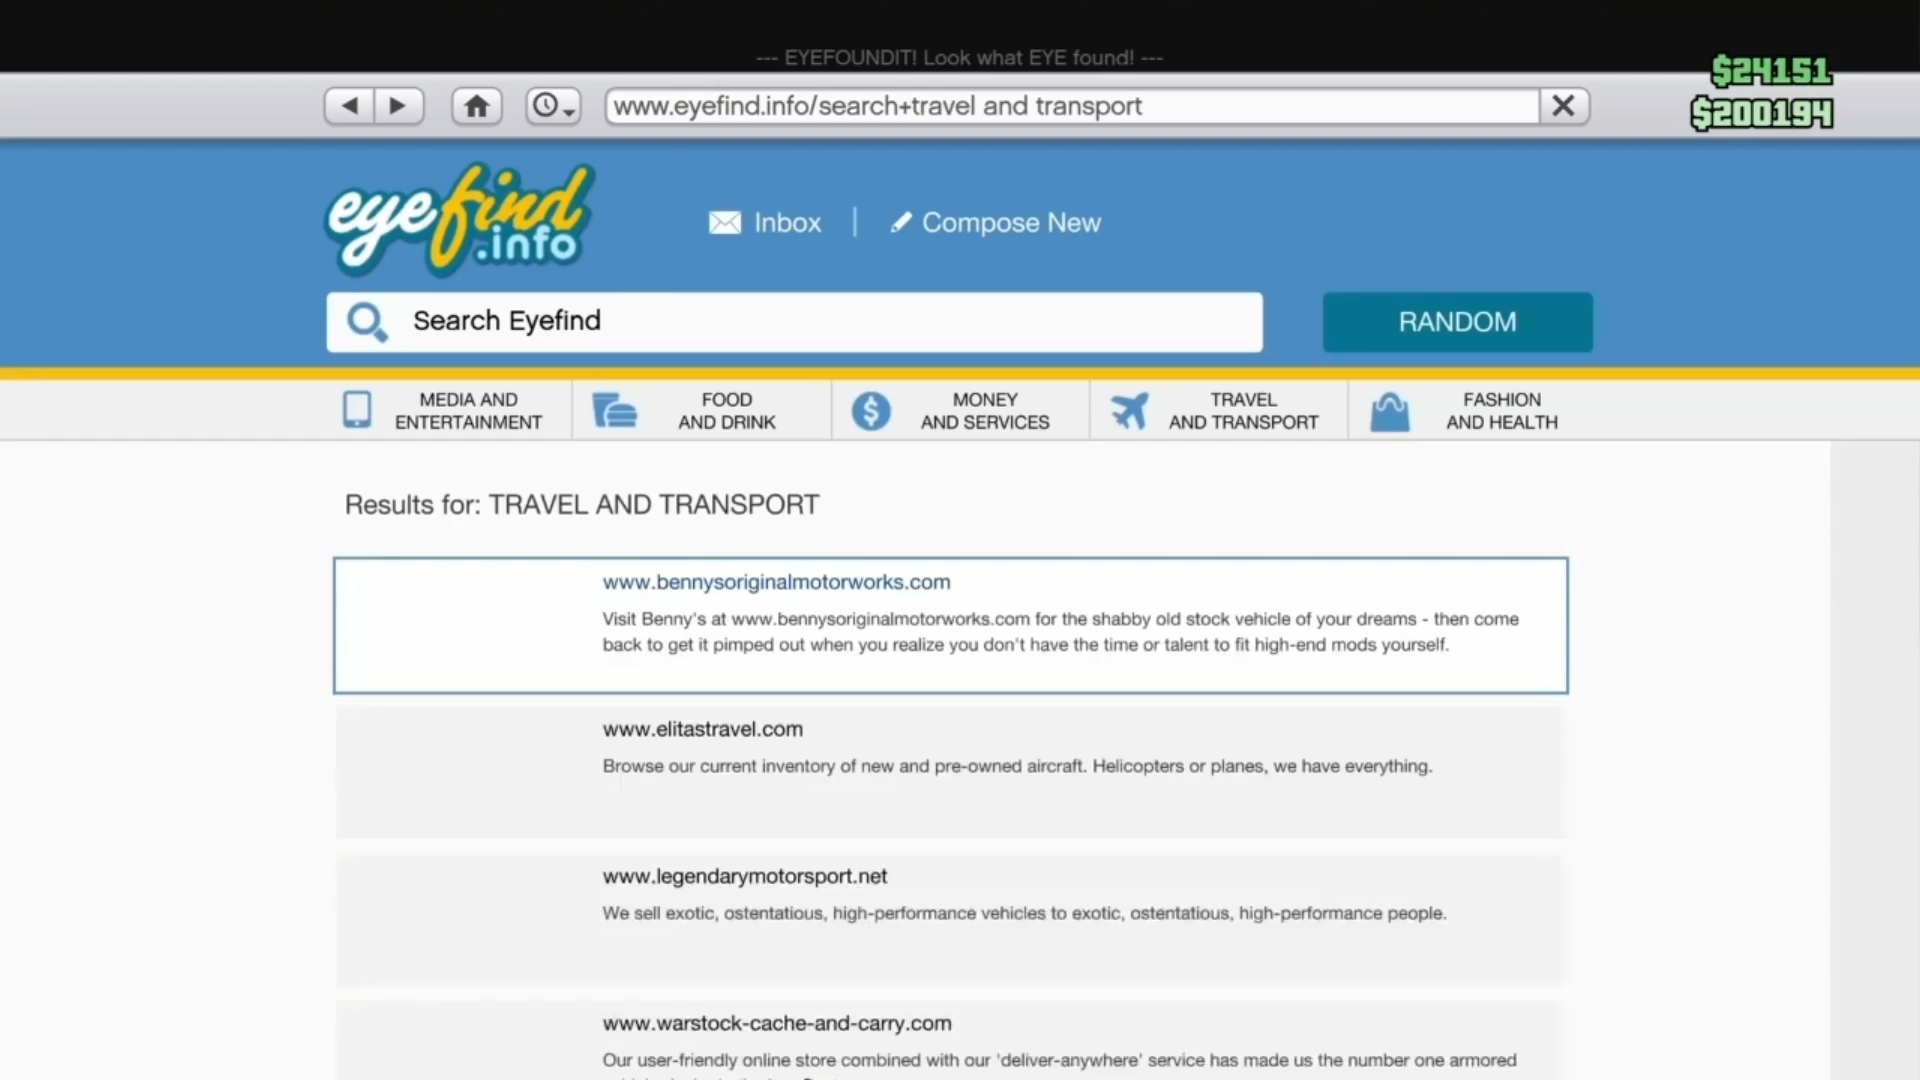 --- EYEFOUNDIT! Look what EYE found! ---
$24151
www.eyefind.info/search+travel and transport
$200194
eyefind
.info
Inbox
Compose New
Search Eyefind
RANDOM
MEDIA AND
ENTERTAINMENT
FOOD
AND DRINK
MONEY
AND SERVICES
TRAVEL
AND TRANSPORT
FASHION
AND HEALTH
Results for: TRAVEL AND TRANSPORT
www.bennysoriginalmotorworks.com
Visit Benny's at www.bennysoriginalmotorworks.com for the shabby old stock vehicle of your dreams - then come
back to get it pimped out when you realize you don't have the time or talent to fit high-end mods yourself.
www.elitastravel.com
Browse our current inventory of new and pre-owned aircraft. Helicopters or planes, we have everything.
www.legendarymotorsport.net
We sell exotic, ostentatious, high-performance vehicles to exotic, ostentatious, high-performance people.
www.warstock-cache-and-carry.com
Our user-friendly online store combined with our 'deliver-anywhere' service has made us the number one armored